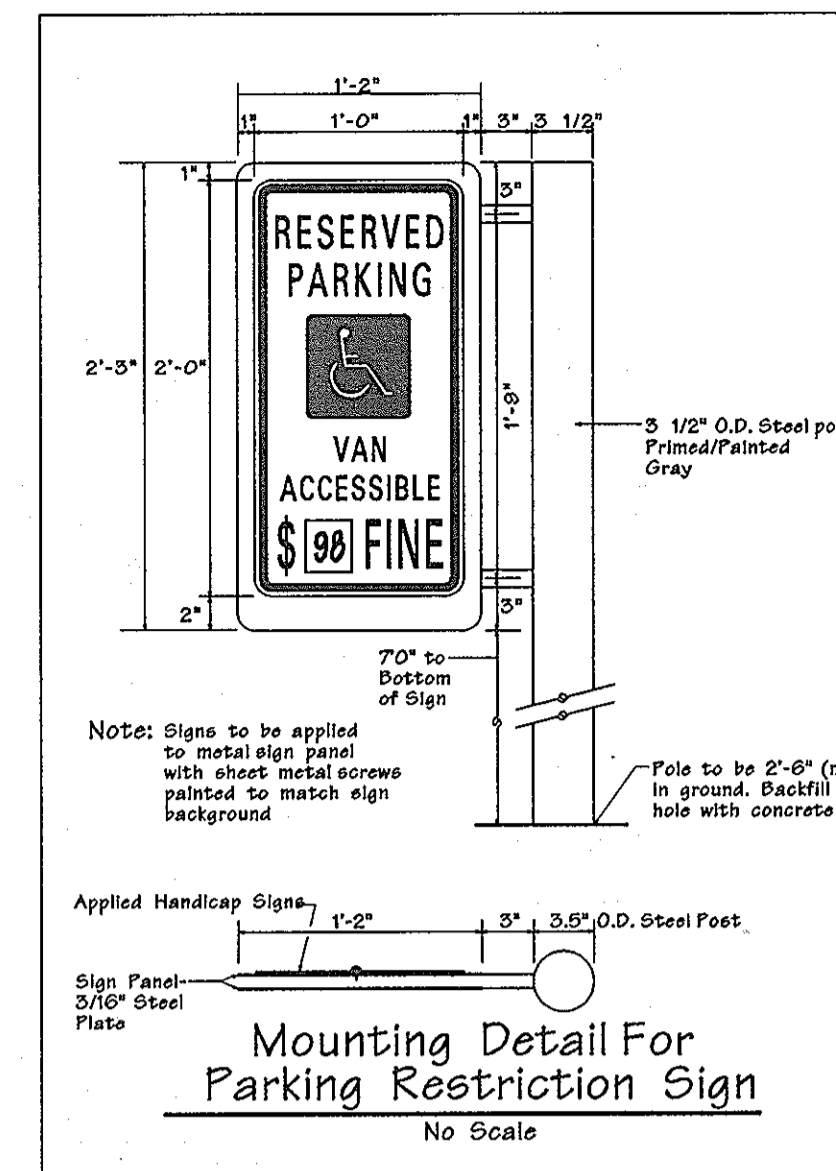 1'-2"
1" 1'-0" 1" 3" 3 1/2"
1"
3"
RESERVED
PARKING
2'-3" 2'-0"
1'-9"
3 1/2" O.D. Steel po
Primed/Painted
Gray
VAN
ACCESSIBLE
$ 98 FINE
2"
3"
7'0" to
Bottom
of Sign
Note: Signs to be applied
to metal sign panel
with sheet metal screws
painted to match sign
background
Pole to be 2'-6" (m
in ground. Backfill
hole with concrete
Applied Handicap Signs
1'-2" 3" 3.5" O.D. Steel Post
Sign Panel
3/16" Steel
Plate
Mounting Detail For
Parking Restriction Sign
No Scale